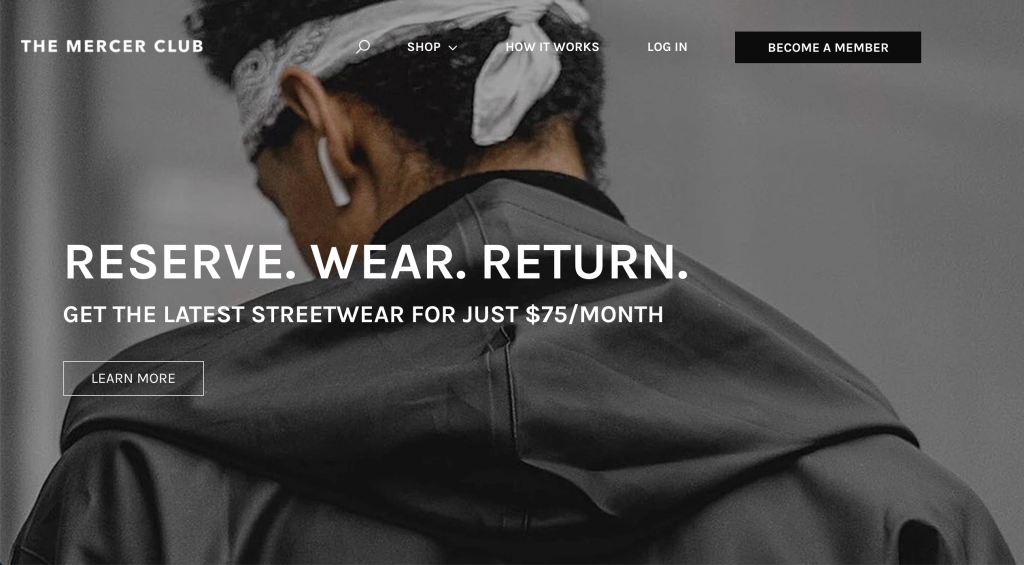 THE MERCER CLUB
SHOP
HOW IT WORKS
LOG IN
BECOME A MEMBER
RESERVE. WEAR. RETURN.
GET THE LATEST STREETWEAR FOR JUST $75/MONTH
LEARN MORE